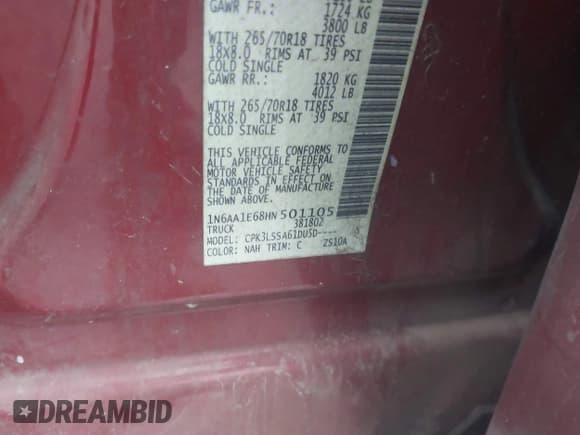 GAWR FR.:
1724 KG
3800 LB
WITH 265/70R18 TIRES
18X8.0 RIMS AT 39 PSI
COLD SINGLE
GAWR RR.: 1820 KG
4012 LB
WITH 265/70R18 TIRES
18X8.0 RIMS AT 39 PSI
COLD SINGLE
THIS VEHICLE CONFORMS TO
ALL APPLICABLE FEDERAL
MOTOR VEHICLE SAFETY
STANDARDS IN EFFECT ON
THE DATE OF MANUFACTURE
1N6AA1E68HN501105
TRUCK 381802
MODEL: CPK3LSSA61DU5D----
COLOR: NAH TRIM: C ZS10A
DREAMBID